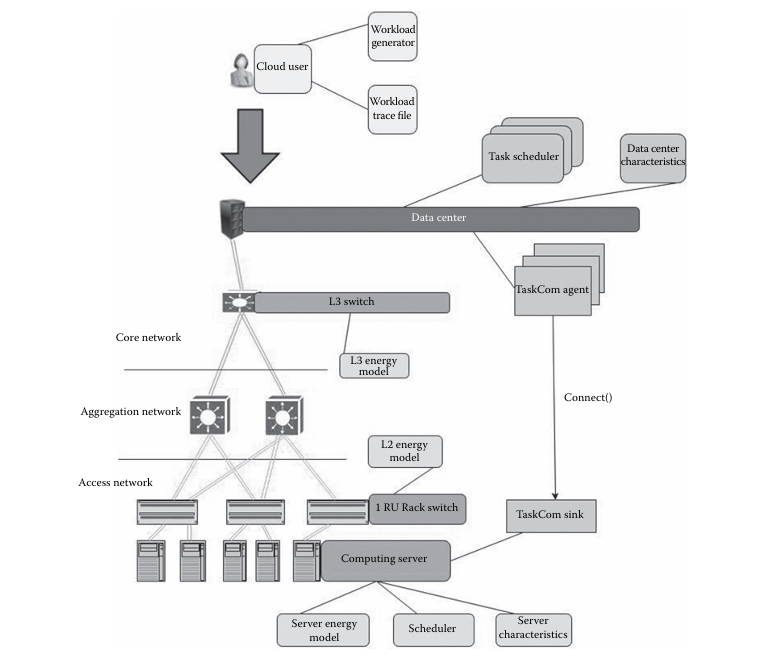 Workload
generator
Cloud user
Workload
trace file
Task scheduler
Data center
characteristics
Data center
TaskCom agent
L3 switch
Core network
L3 energy
model
Connect()
Aggregation network
L2 energy
model
Access network
1 RU Rack switch
TaskCom sink
Computing server
Server energy
model
Scheduler
Server
characteristics